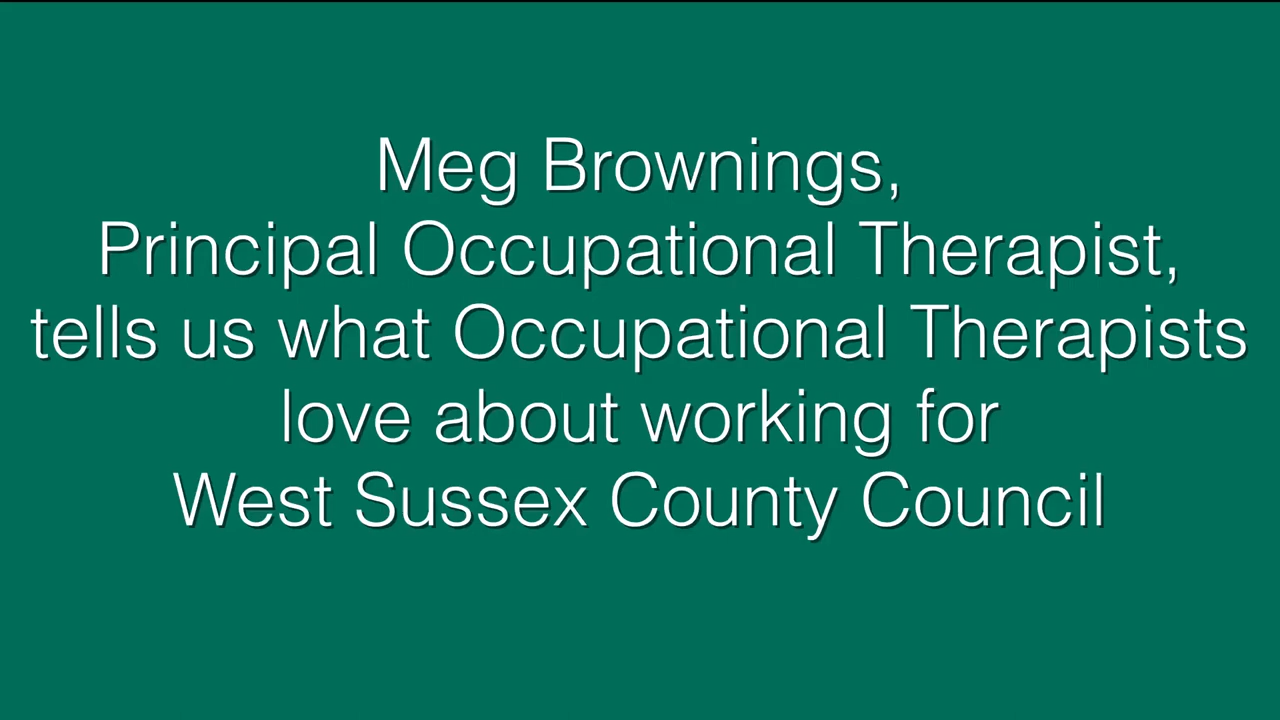 Meg Brownings,
Principal Occupational Therapist,
tells us what Occupational Therapists
love about working for
West Sussex County Council